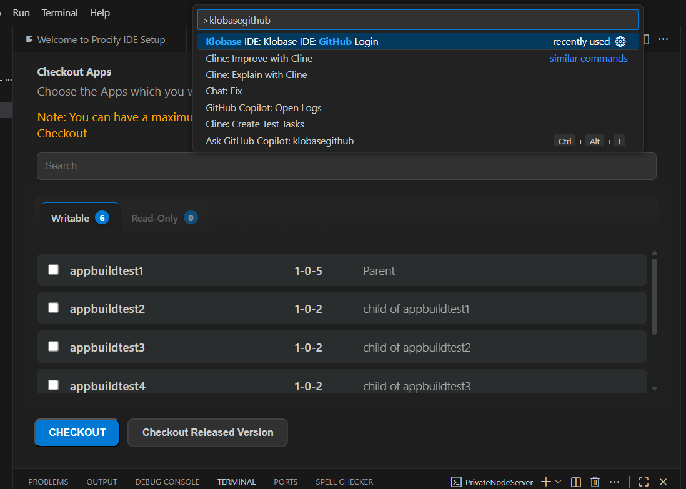 Run Terminal Help
>klobasegithub
Klobase IDE: Klobase IDE: GitHub Login recently used
Cline: Improve with Cline similar commands
Cline: Explain with Cline
Chat: Fix
GitHub Copilot: Open Logs
Cline: Create Test Tasks
Ask GitHub Copilot: klobasegithub Ctrl + Alt + I
Welcome to Procify IDE Setup
Checkout Apps
Choose the Apps which you
Note: You can have a maximu
Checkout
Search
Writable 6 Read-Only 0
appbuildtest1 1-0-5 Parent
appbuildtest2 1-0-2 child of appbuildtest1
appbuildtest3 1-0-2 child of appbuildtest2
appbuildtest4 1-0-2 child of appbuildtest3
CHECKOUT Checkout Released Version
PROBLEMS OUTPUT DEBUG CONSOLE TERMINAL PORTS SPELL CHECKER PrivateNodeServer